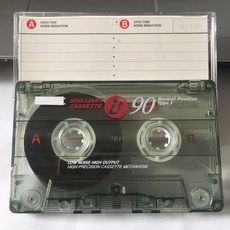 A DATE/TIME
NOISE REDUCTION
B DATE/TIME
NOISE REDUCTION
BRILLIANT
CASSETTE
B 90 Normal Position
Type I
A
B
LOW NOISE HIGH OUTPUT
HIGH PRECISION CASSETTE MECHANISM